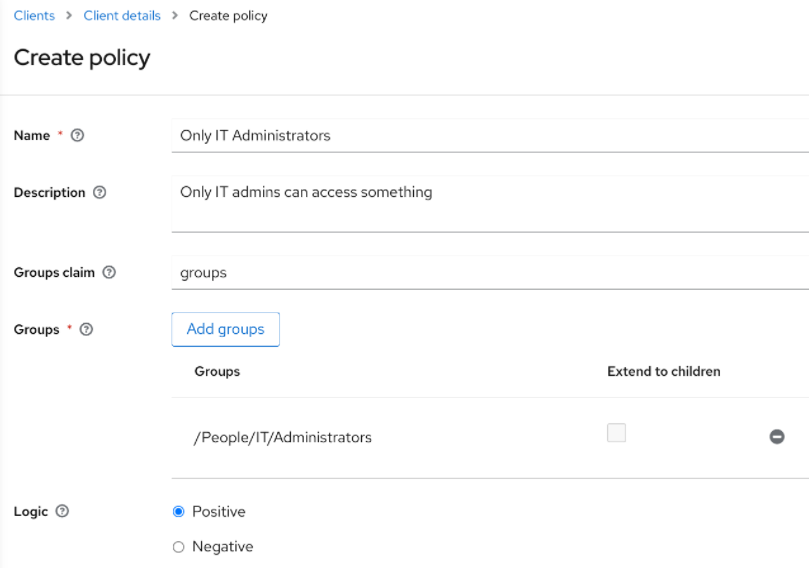 Clients > Client details > Create policy
Create policy
Name * Only IT Administrators
Description Only IT admins can access something
Groups claim groups
Groups * Add groups
Groups Extend to children
/People/IT/Administrators
Logic Positive
Negative